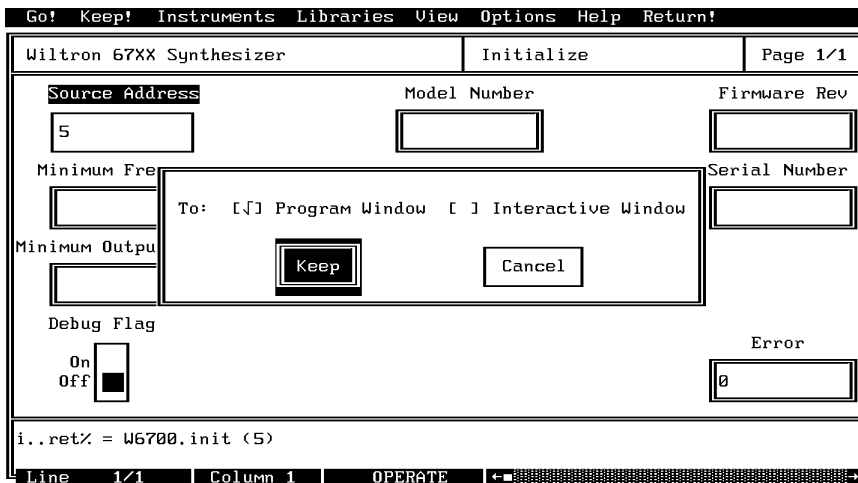 Go! Keep! Instruments Libraries View Options Help Return!
Wiltron 67XX Synthesizer Initialize Page 1/1
Source Address Model Number Firmware Rev
5
Minimum Fre Serial Number
To: [√] Program Window [ ] Interactive Window
Minimum Outpu
Keep Cancel
Debug Flag
Error
On
Off
0
i..ret% = W6700.init (5)
Line 1/1 Column 1 OPERATE